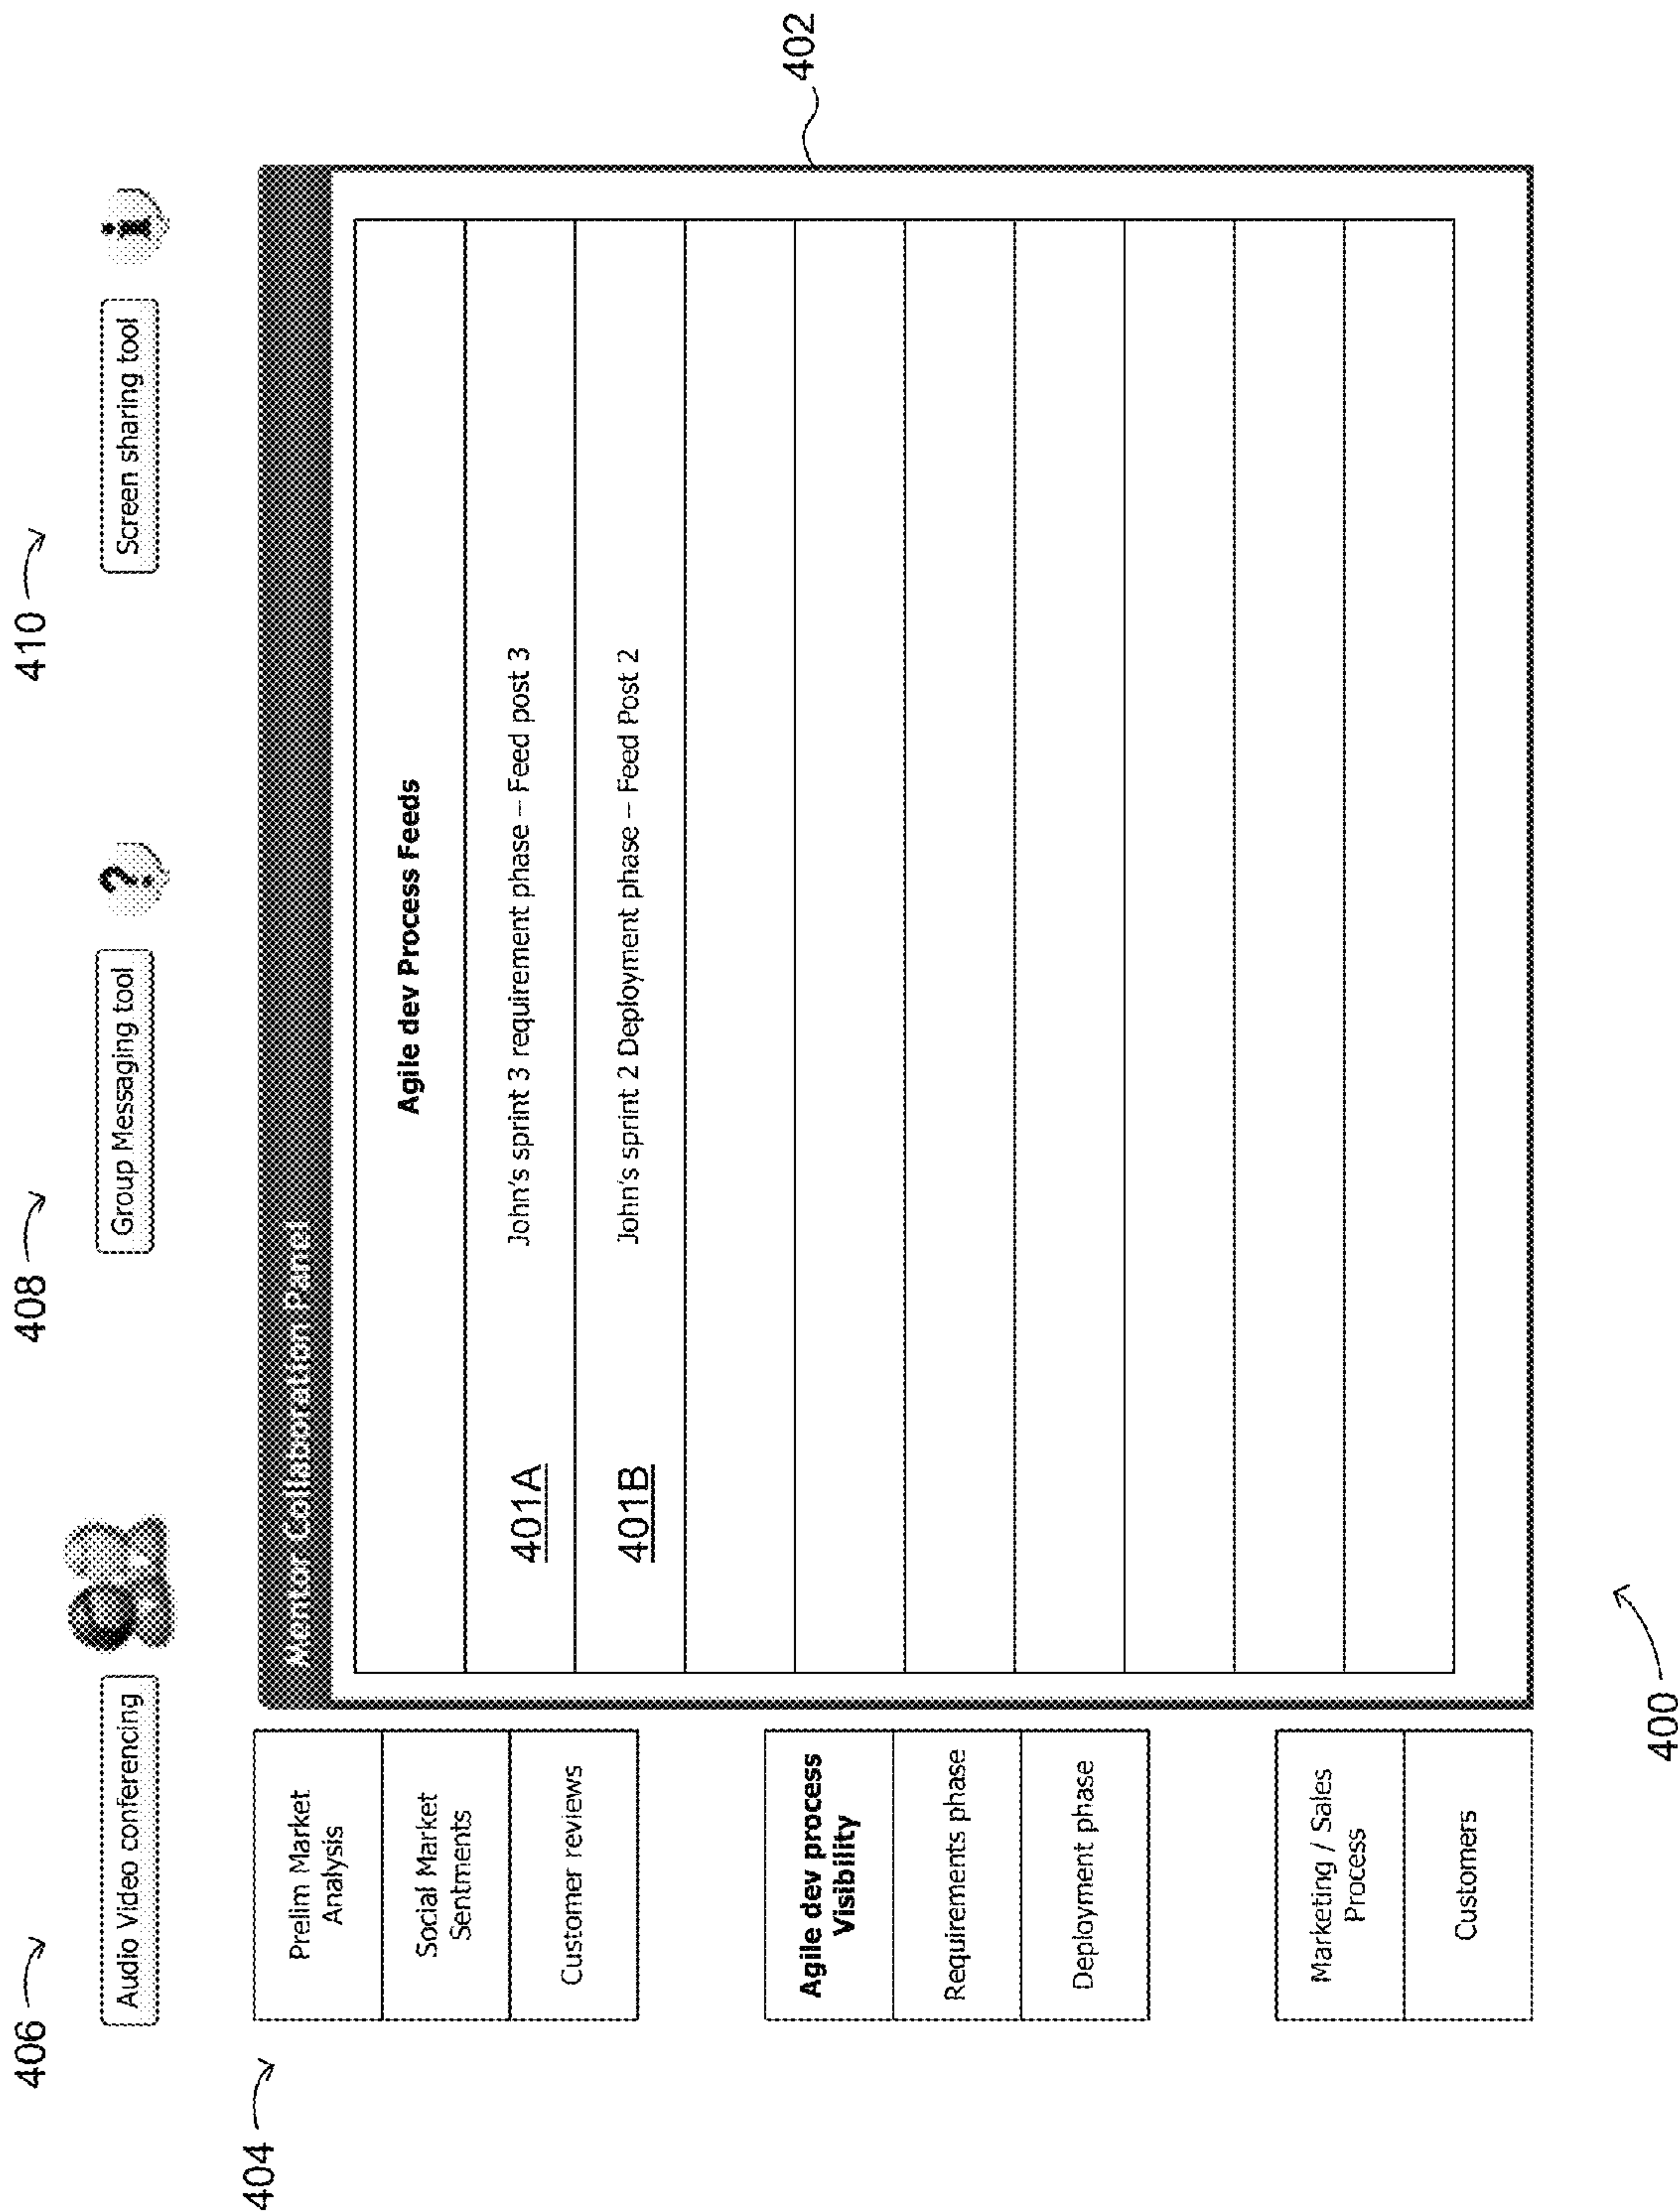 406
408
410
Audio Video conferencing
Group Messaging tool
?
Screen sharing tool
i
404
Prelim Market
Analysis
Social Market
Sentments
Customer reviews
Agile dev process
Visibility
Requirements phase
Deployment phase
Marketing / Sales
Process
Customers
Mentor Collaboration Panel
Agile dev Process Feeds
401A
John's sprint 3 requirement phase – Feed post 3
401B
John's sprint 2 Deployment phase – Feed Post 2
402
400